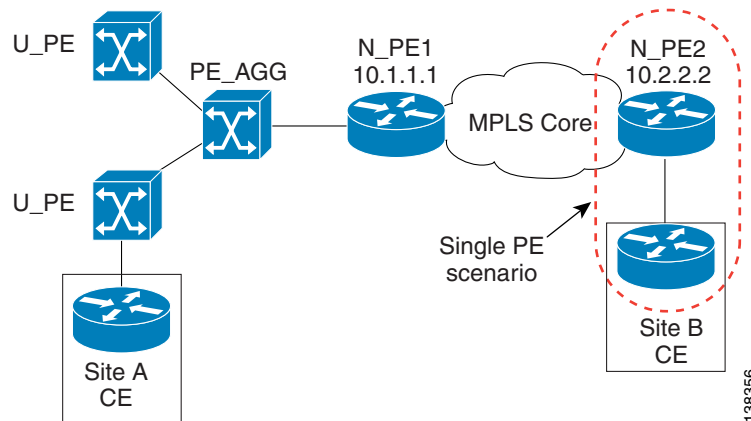 U_PE
PE_AGG
N_PE1
10.1.1.1
N_PE2
10.2.2.2
MPLS Core
U_PE
Single PE
scenario
Site A
CE
Site B
CE
138356